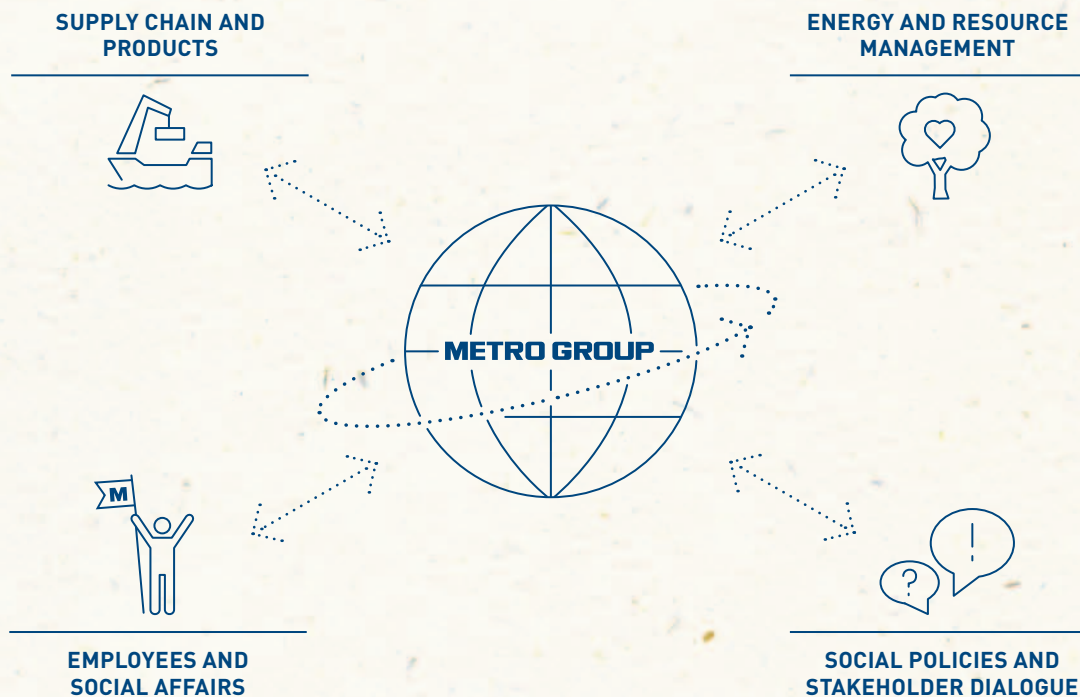 SUPPLY CHAIN AND
PRODUCTS
ENERGY AND RESOURCE
MANAGEMENT
METRO GROUP
M
?
!
EMPLOYEES AND
SOCIAL AFFAIRS
SOCIAL POLICIES AND
STAKEHOLDER DIALOGUE